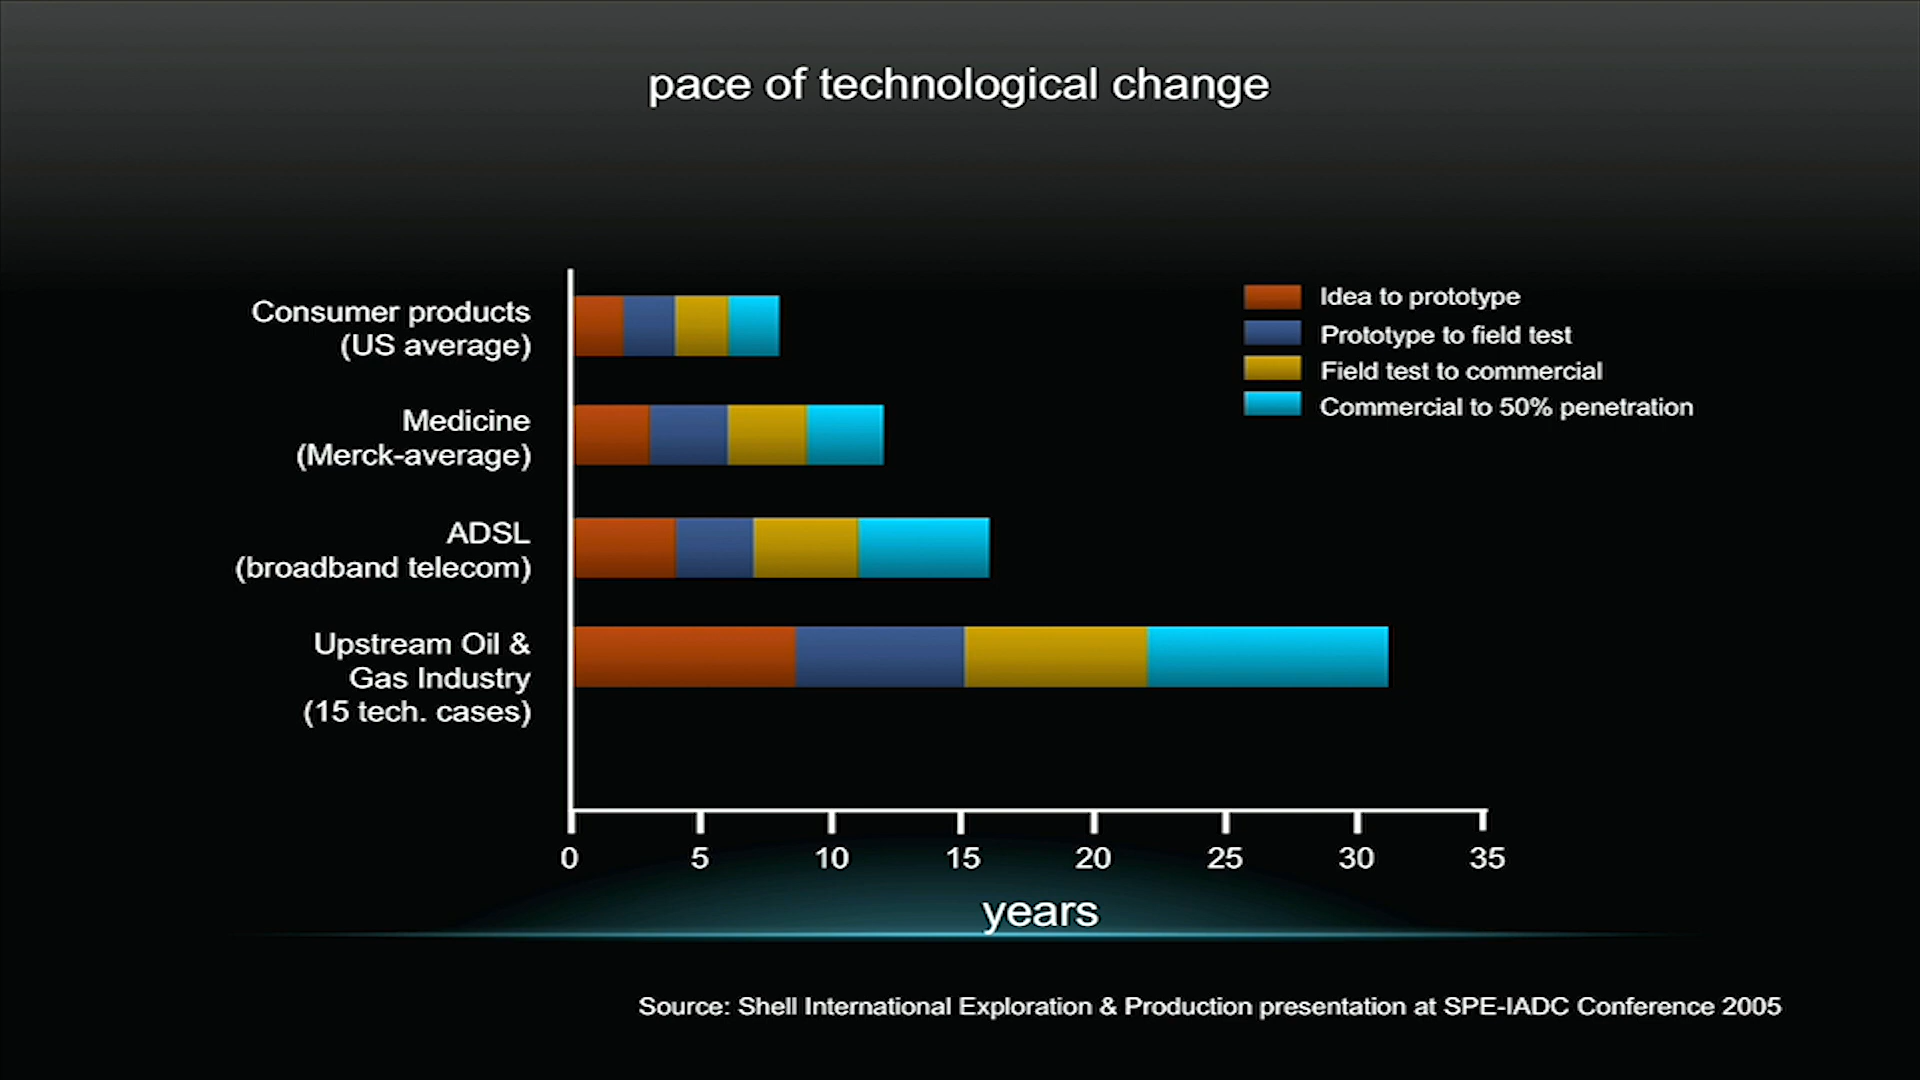 pace of technological change
Consumer products
(US average)
Medicine
(Merck-average)
ADSL
(broadband telecom)
Upstream Oil &
Gas Industry
(15 tech. cases)
Idea to prototype
Prototype to field test
Field test to commercial
Commercial to 50% penetration
0 5 10 15 20 25 30 35
years
Source: Shell International Exploration & Production presentation at SPE-IADC Conference 2005